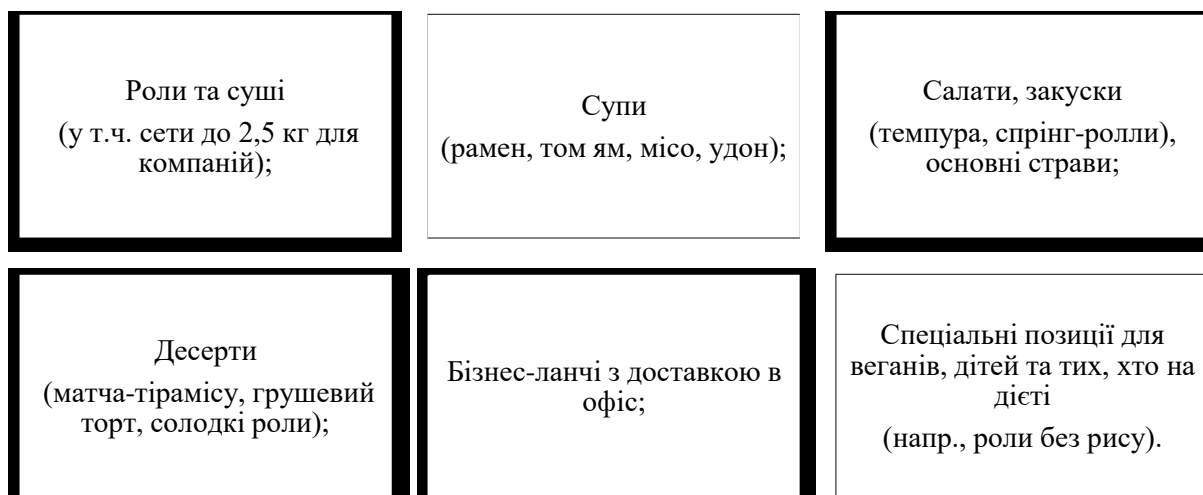 Роли та суші
(у т.ч. сети до 2,5 кг для
компаній);
Супи
(рамен, том ям, місо, удон);
Салати, закуски
(темпура, спрінг-ролли),
основні страви;
Десерти
(матча-тірамісу, грушевий
торт, солодкі роли);
Бізнес-ланчі з доставкою в
офіс;
Спеціальні позиції для
веганів, дітей та тих, хто на
дієті
(напр., роли без рису).